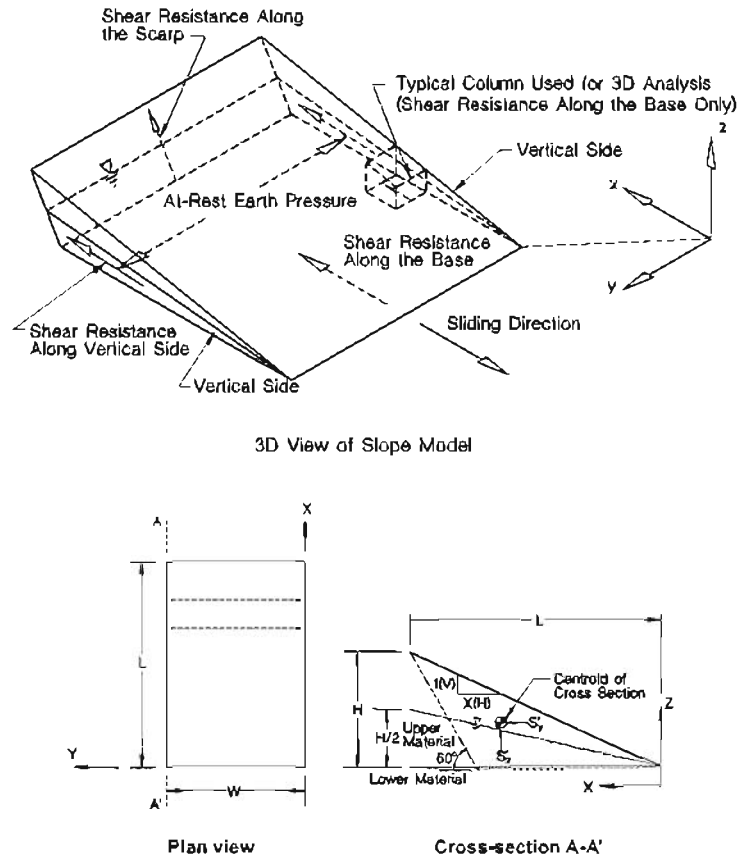 Shear Resistance Along
the Scarp
Typical Column Used for 3D Analysis
(Shear Resistance Along the Base Only)
z
Vertical Side
At-Rest Earth Pressure
x
Shear Resistance
Along the Base
y
Shear Resistance
Along Vertical Side
Sliding Direction
Vertical Side
3D View of Slope Model
X
A
L
L
1(V)
X(H)
Centroid of
Cross Section
Z
H
H/2
Upper
Material
60°
Lower Material
Y
X
A'
W
Plan view
Cross-section A-A'